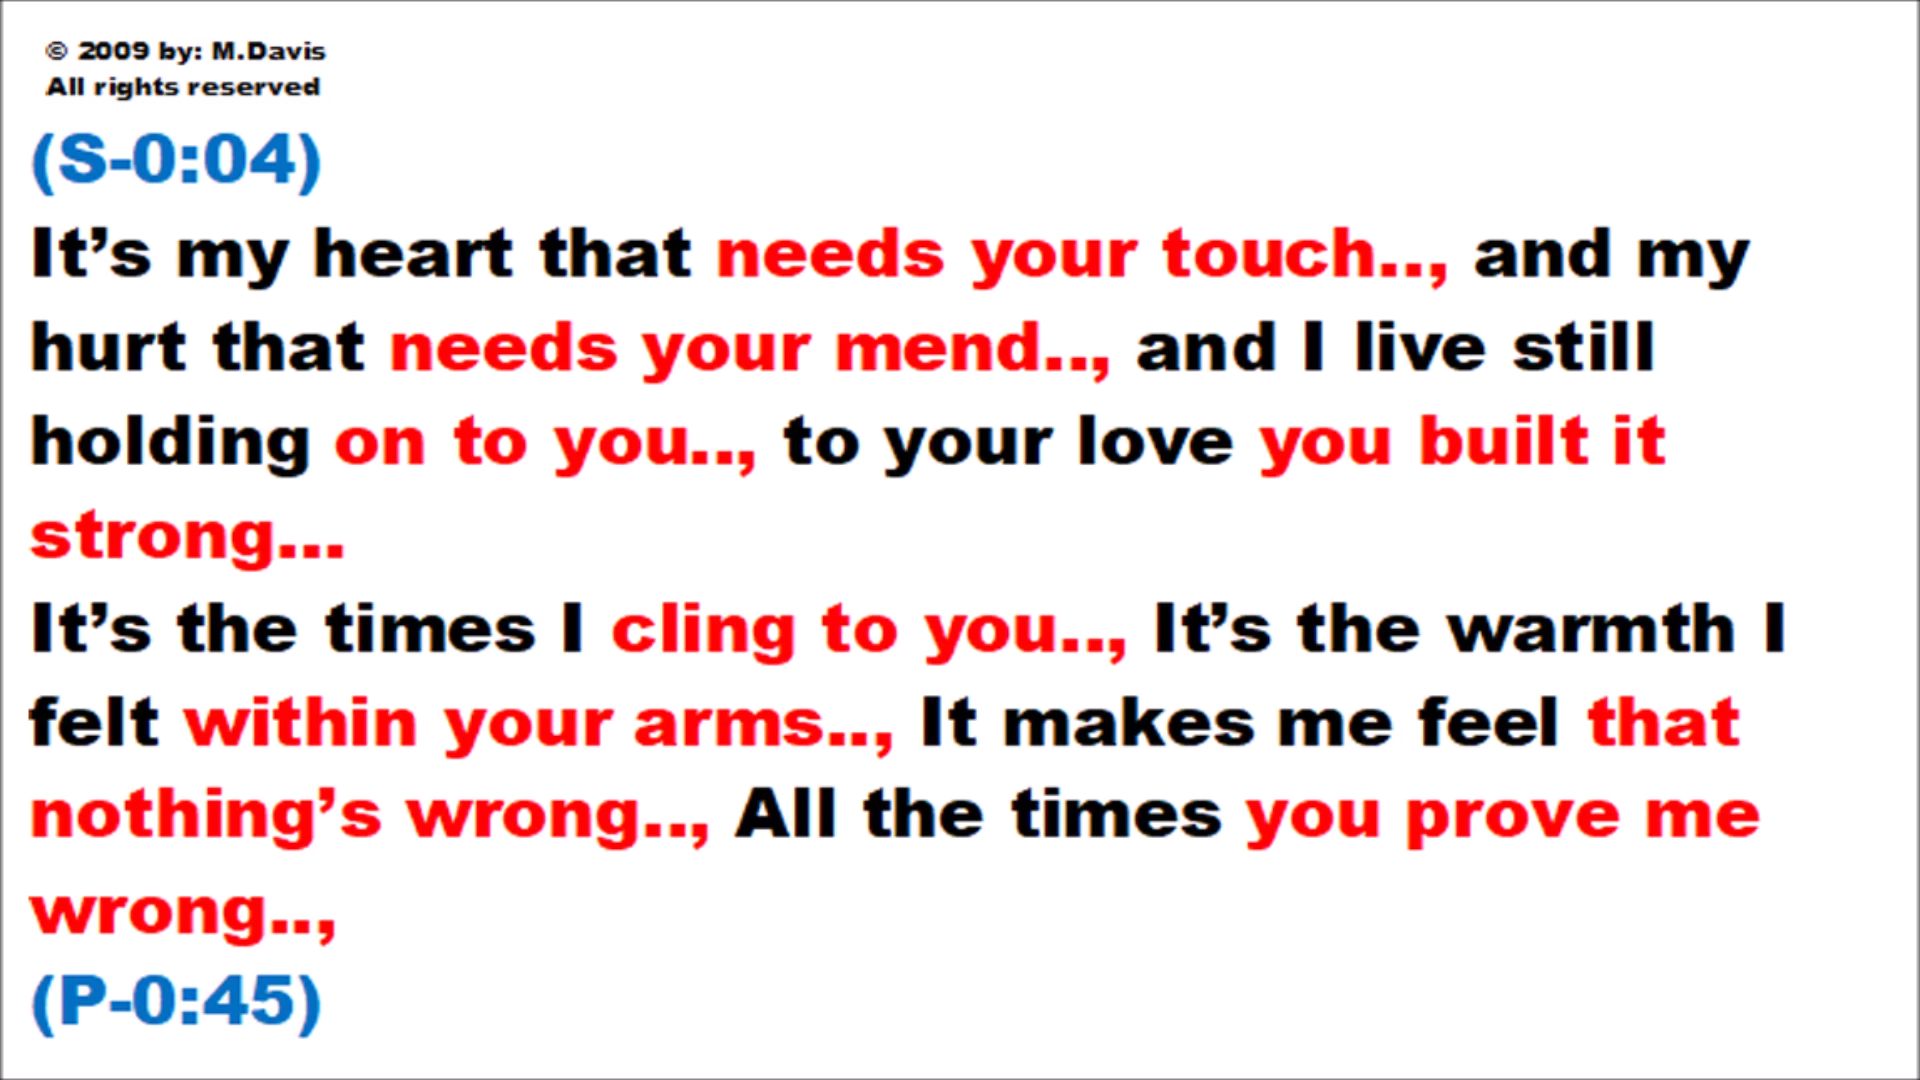 © 2009 by: M.Davis
All rights reserved
(S-0:04)
It’s my heart that needs your touch.., and my
hurt that needs your mend.., and I live still
holding on to you.., to your love you built it
strong...
It’s the times I cling to you.., It’s the warmth I
felt within your arms.., It makes me feel that
nothing’s wrong.., All the times you prove me
wrong..,
(P-0:45)